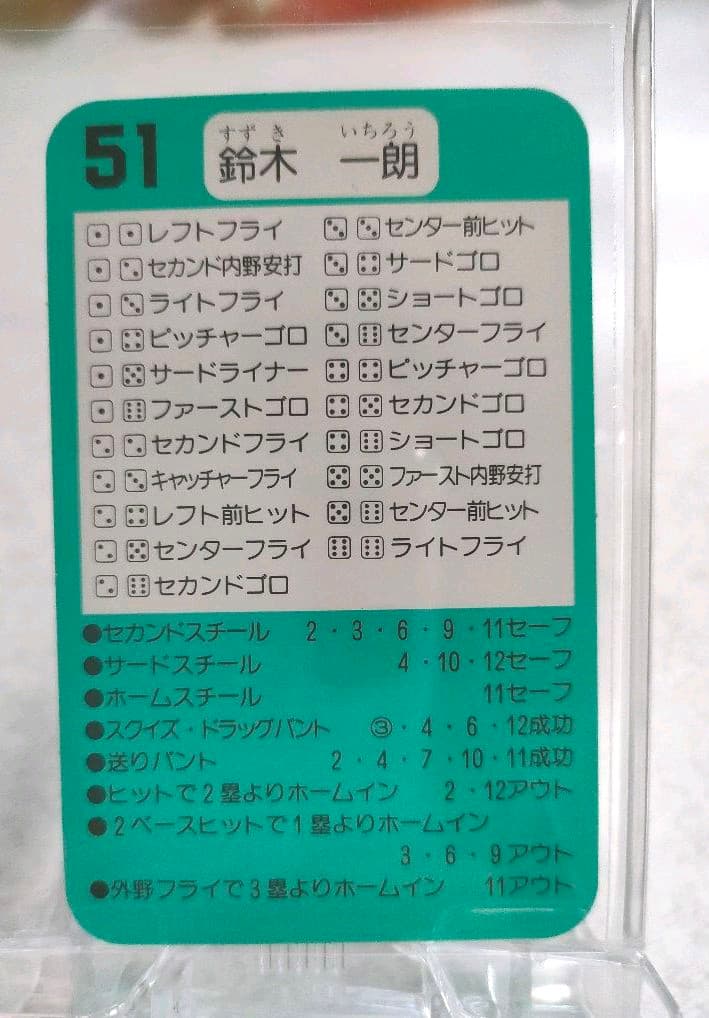 51
すず き　いちろう
鈴木　一朗
⚀ ⚀ レフトフライ
⚀ ⚁ セカンド内野安打
⚀ ⚂ ライトフライ
⚀ ⚃ ピッチャーゴロ
⚀ ⚄ サードライナー
⚀ ⚅ ファーストゴロ
⚁ ⚁ セカンドフライ
⚁ ⚂ キャッチャーフライ
⚁ ⚃ レフト前ヒット
⚁ ⚄ センターフライ
⚁ ⚅ セカンドゴロ
⚂ ⚂ センター前ヒット
⚂ ⚃ サードゴロ
⚂ ⚄ ショートゴロ
⚂ ⚅ センターフライ
⚃ ⚃ ピッチャーゴロ
⚃ ⚄ セカンドゴロ
⚃ ⚅ ショートゴロ
⚄ ⚄ ファースト内野安打
⚄ ⚅ センター前ヒット
⚅ ⚅ ライトフライ
●セカンドスチール　2・3・6・9・11セーフ
●サードスチール　4・10・12セーフ
●ホームスチール　11セーフ
●スクイズ・ドラッグバント　③・4・6・12成功
●送りバント　2・4・7・10・11成功
●ヒットで2塁よりホームイン　2・12アウト
●2ベースヒットで1塁よりホームイン
3・6・9アウト
●外野フライで3塁よりホームイン　11アウト